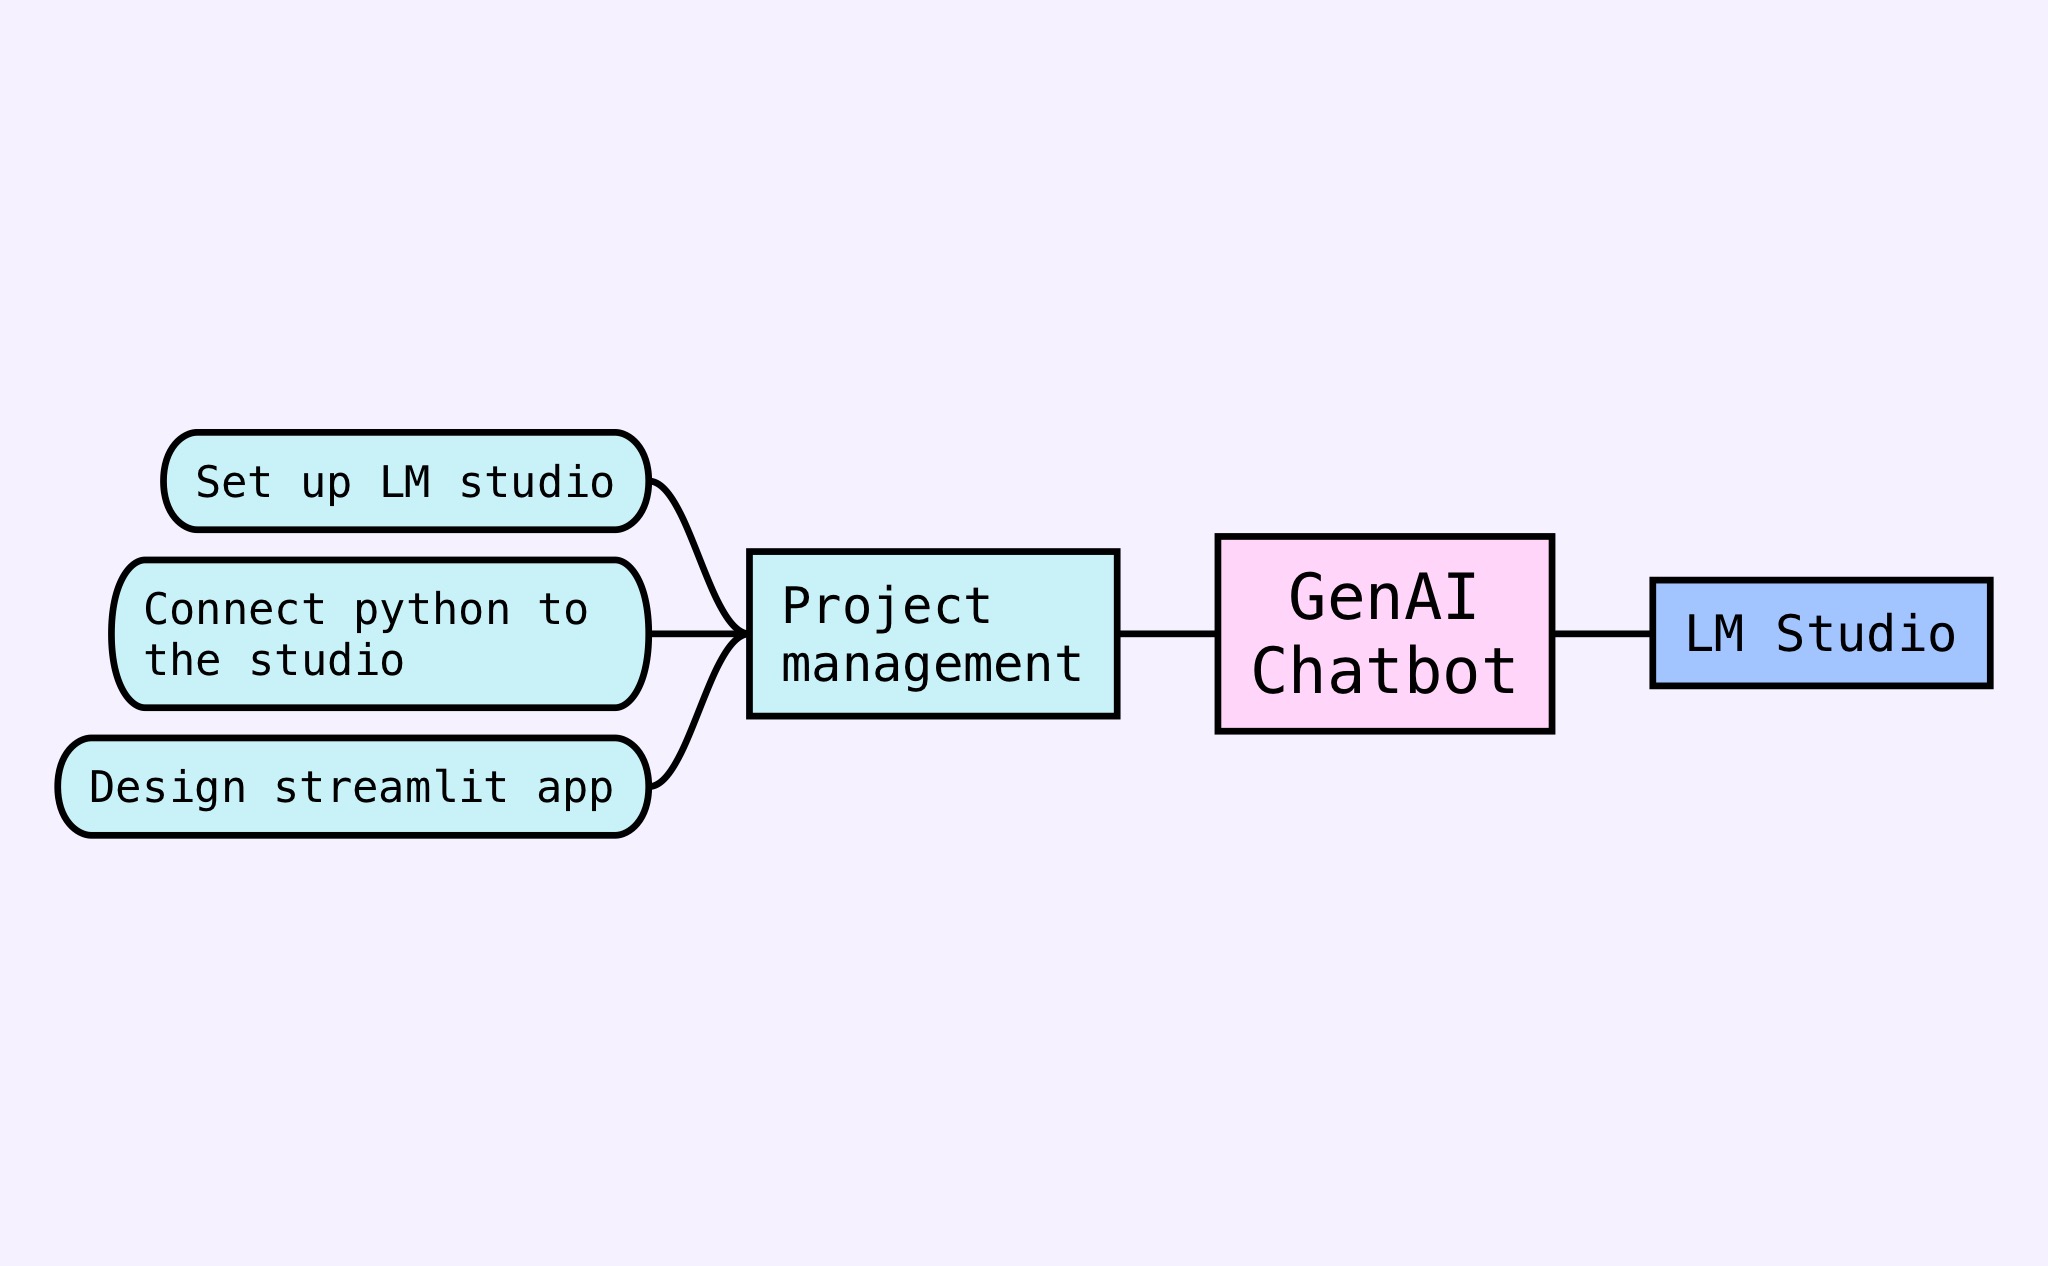 Set up LM studio
Connect python to
the studio
Design streamlit app
Project
management
GenAI
Chatbot
LM Studio